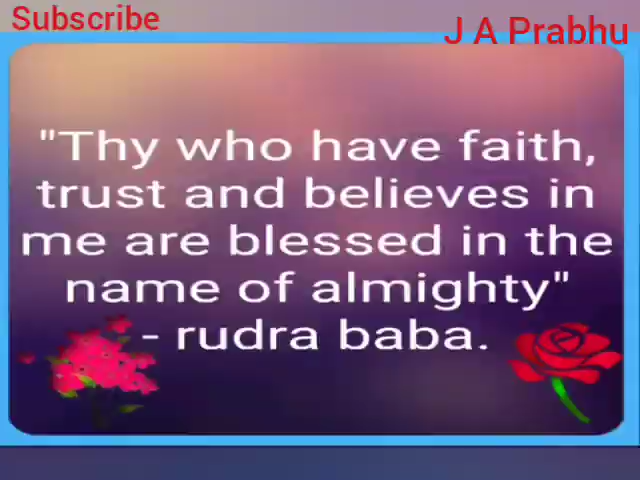 Subscribe
J A Prabhu
"Thy who have faith,
trust and believes in
me are blessed in the
name of almighty"
- rudra baba.